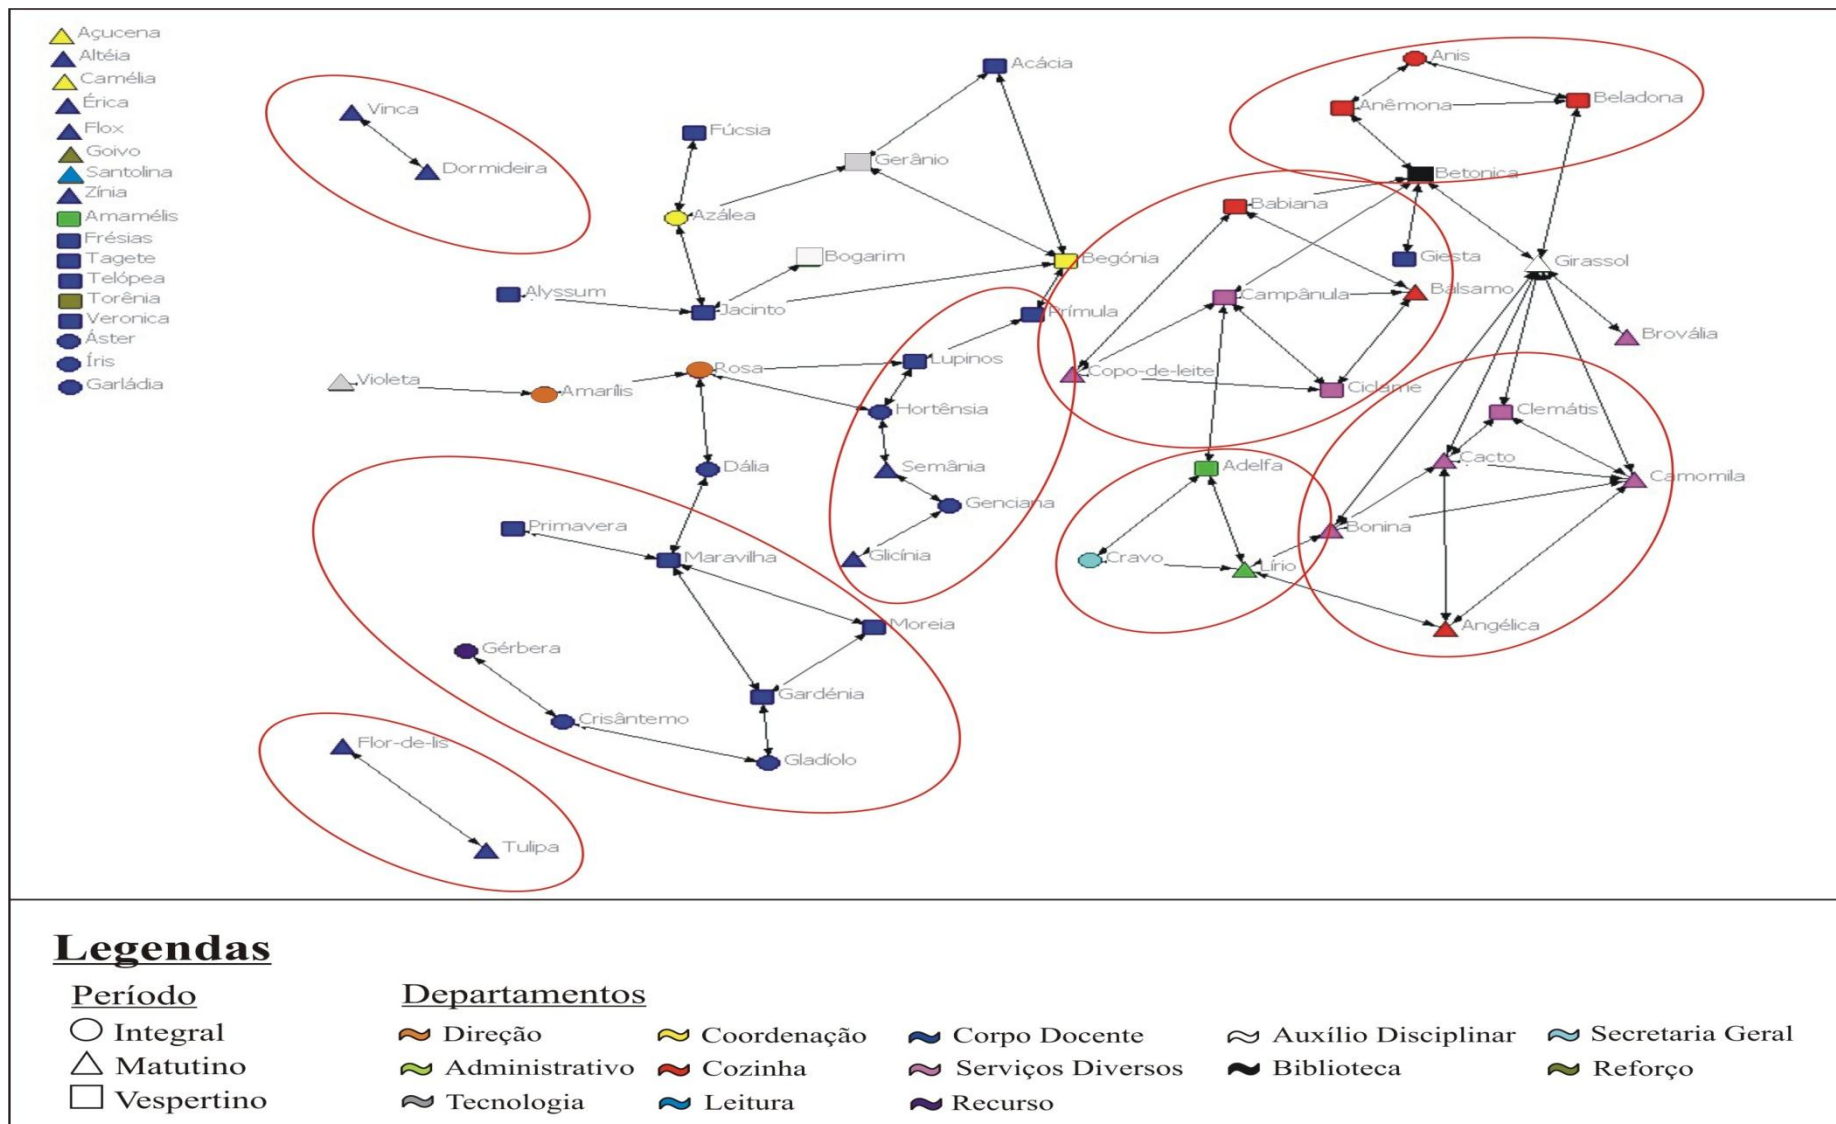 Açucena
Altéia
Camélia
Érica
Flox
Goivo
Santolina
Zínia
Amamélis
Frésias
Tagete
Telópea
Torênia
Veronica
Áster
Íris
Garládia
Vinca
Dormideira
Fúcsia
Azálea
Acácia
Gerânio
Bogarim
Begónia
Alyssum
Jacinto
Prímula
Lupinos
Rosa
Violeta
Amarílis
Hortênsia
Dália
Semânia
Genciana
Glicínia
Primavera
Maravilha
Moreia
Gérbera
Gardénia
Crisântemo
Gladíolo
Flor-de-lis
Tulipa
Anis
Anêmona
Beladona
Betonica
Babiana
Giesta
Girassol
Campânula
Bálsamo
Brovália
Copo-de-leite
Ciclame
Clemátis
Cacto
Camomila
Adelfa
Bonina
Cravo
Lírio
Angélica
Legendas
Período
Departamentos
Integral
Direção
Coordenação
Corpo Docente
Auxílio Disciplinar
Secretaria Geral
Matutino
Administrativo
Cozinha
Serviços Diversos
Biblioteca
Reforço
Vespertino
Tecnologia
Leitura
Recurso